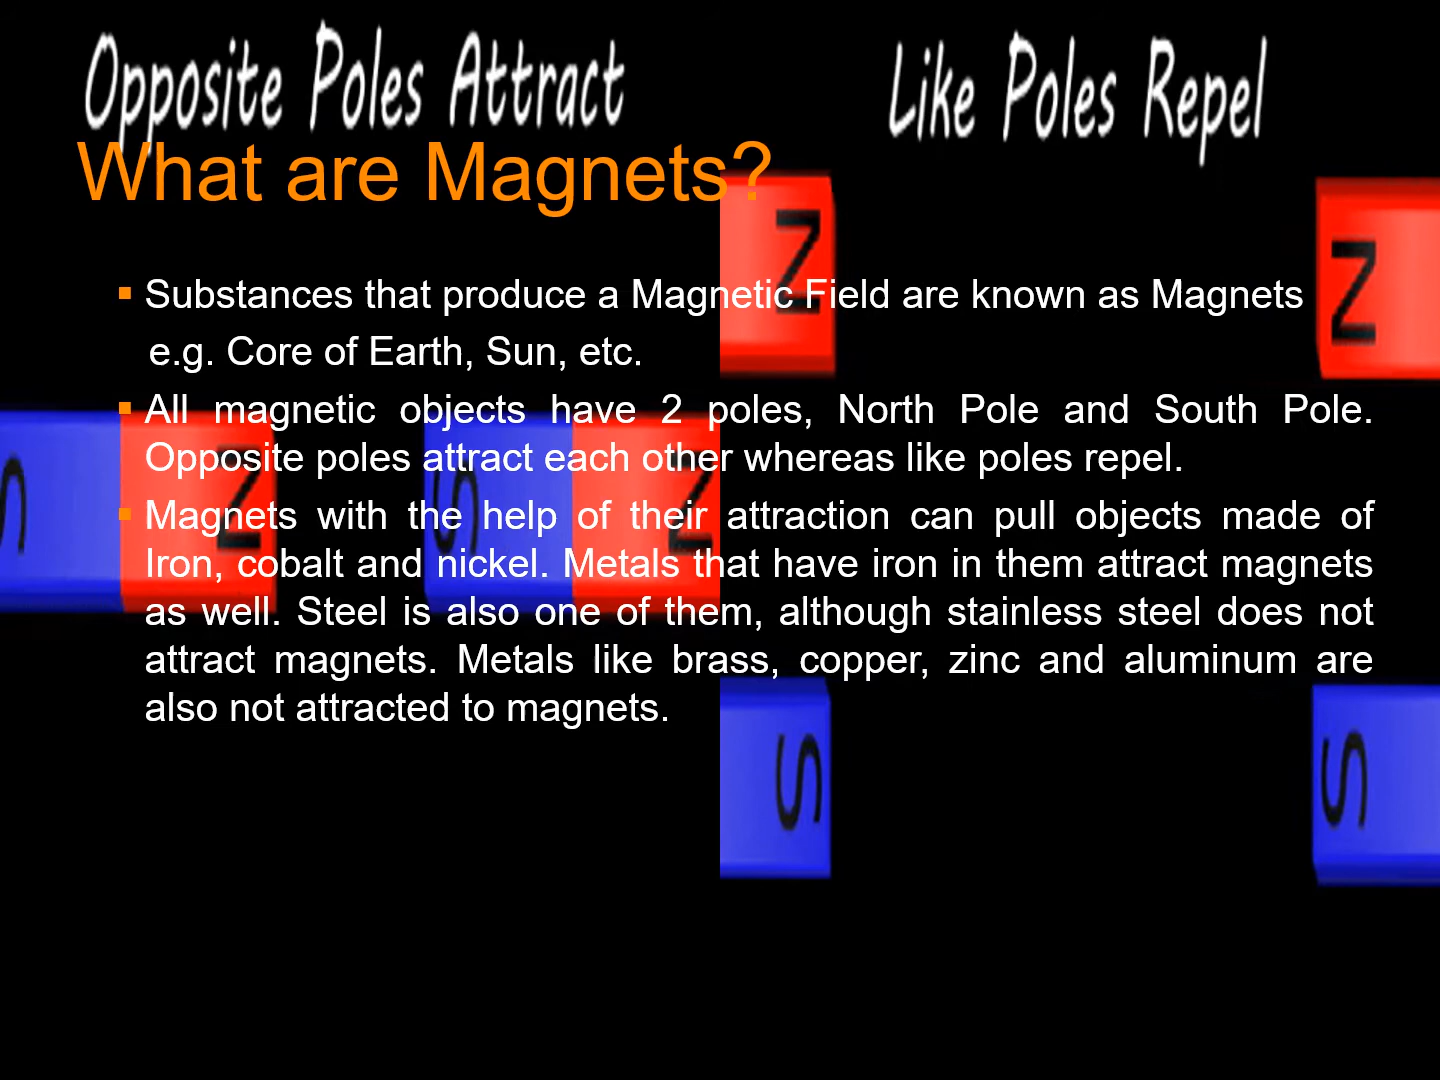 Opposite Poles Attract
Like Poles Repel
What are Magnets?
N
N
▪ Substances that produce a Magnetic Field are known as Magnets
e.g. Core of Earth, Sun, etc.
▪ All magnetic objects have 2 poles, North Pole and South Pole.
Opposite poles attract each other whereas like poles repel.
S
N
S
N
▪ Magnets with the help of their attraction can pull objects made of
Iron, cobalt and nickel. Metals that have iron in them attract magnets
as well. Steel is also one of them, although stainless steel does not
attract magnets. Metals like brass, copper, zinc and aluminum are
also not attracted to magnets.
S
S